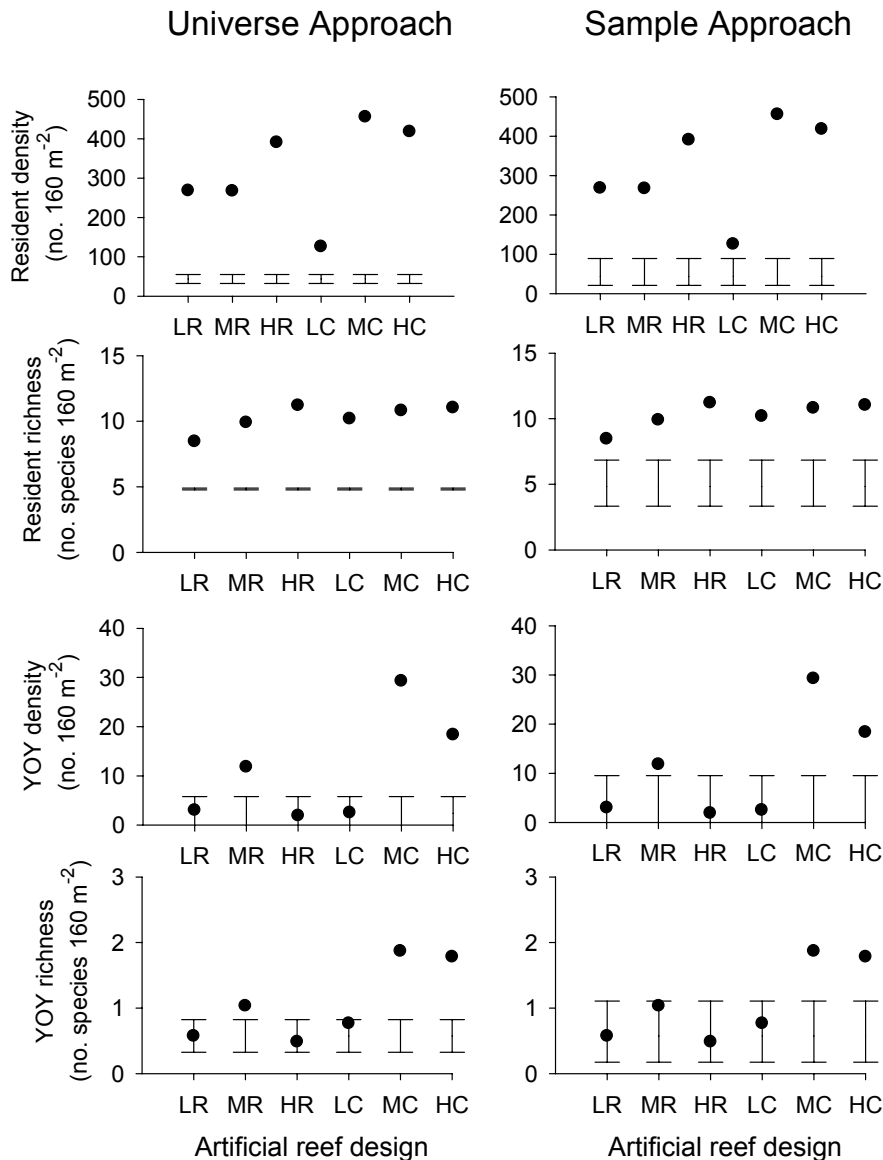 Universe Approach
Sample Approach
Resident density
(no. 160 m⁻²)
500
400
300
200
100
0
LR MR HR LC MC HC
500
400
300
200
100
0
LR MR HR LC MC HC
Resident richness
(no. species 160 m⁻²)
15
10
5
0
LR MR HR LC MC HC
15
10
5
0
LR MR HR LC MC HC
YOY density
(no. 160 m⁻²)
40
30
20
10
0
LR MR HR LC MC HC
40
30
20
10
0
LR MR HR LC MC HC
YOY richness
(no. species 160 m⁻²)
3
2
1
0
LR MR HR LC MC HC
3
2
1
0
LR MR HR LC MC HC
Artificial reef design
Artificial reef design